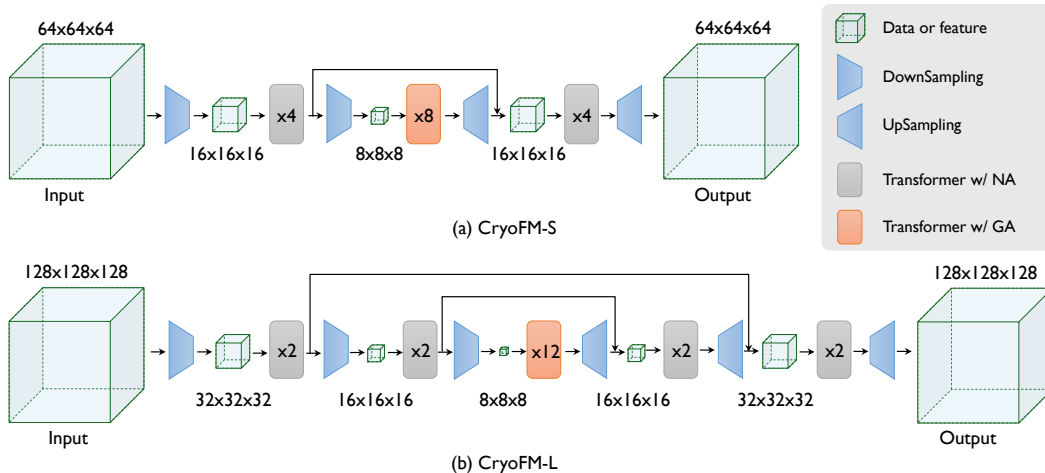 64x64x64
64x64x64
Data or feature
DownSampling
x4
x8
x4
UpSampling
16x16x16
8x8x8
16x16x16
Transformer w/ NA
Input
Output
(a) CryoFM-S
Transformer w/ GA
128x128x128
128x128x128
x2
x2
x12
x2
x2
32x32x32
16x16x16
8x8x8
16x16x16
32x32x32
Input
Output
(b) CryoFM-L